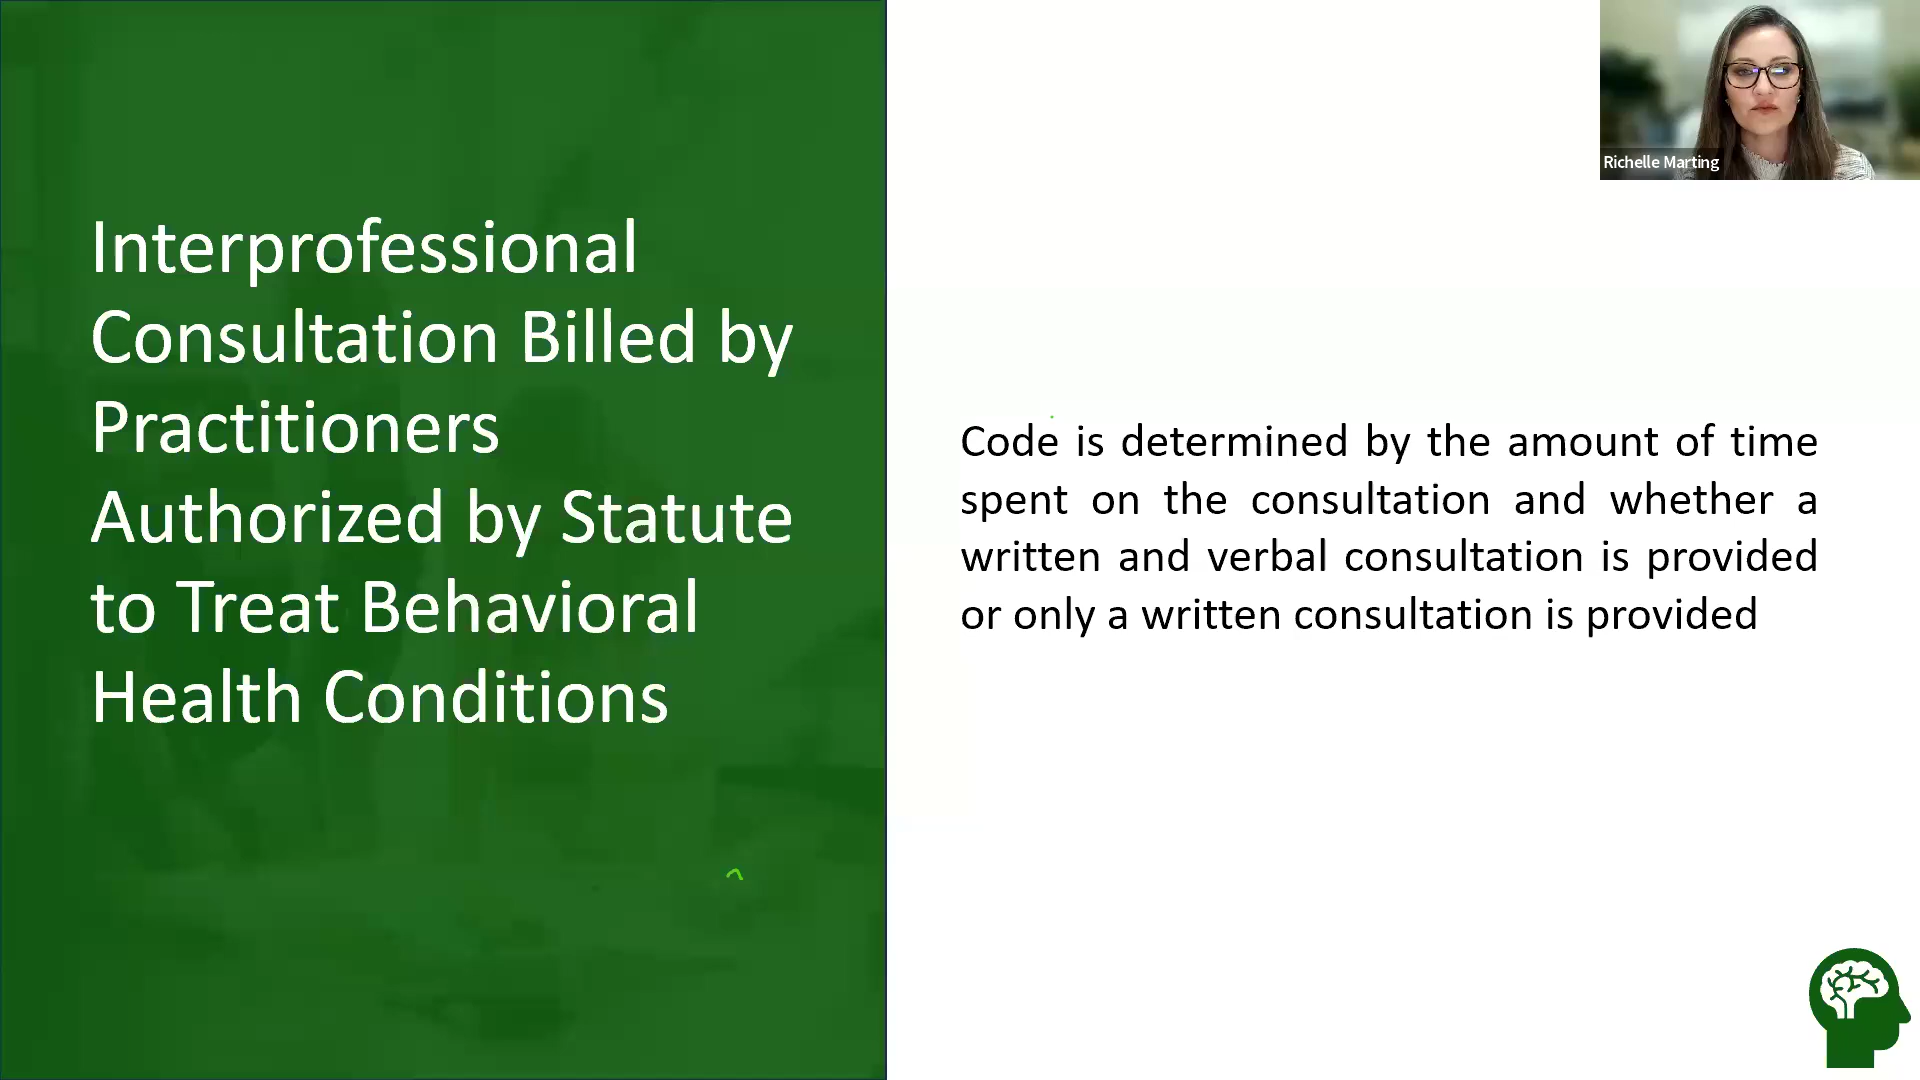 Interprofessional
Consultation Billed by
Practitioners
Authorized by Statute
to Treat Behavioral
Health Conditions
Code is determined by the amount of time
spent on the consultation and whether a
written and verbal consultation is provided
or only a written consultation is provided
Richelle Marting